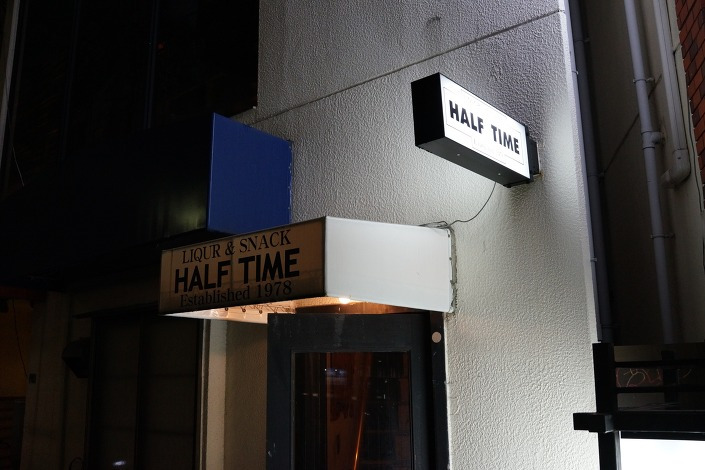 HALF TIME
LIQUR & SNACK
HALF TIME
Established 1978